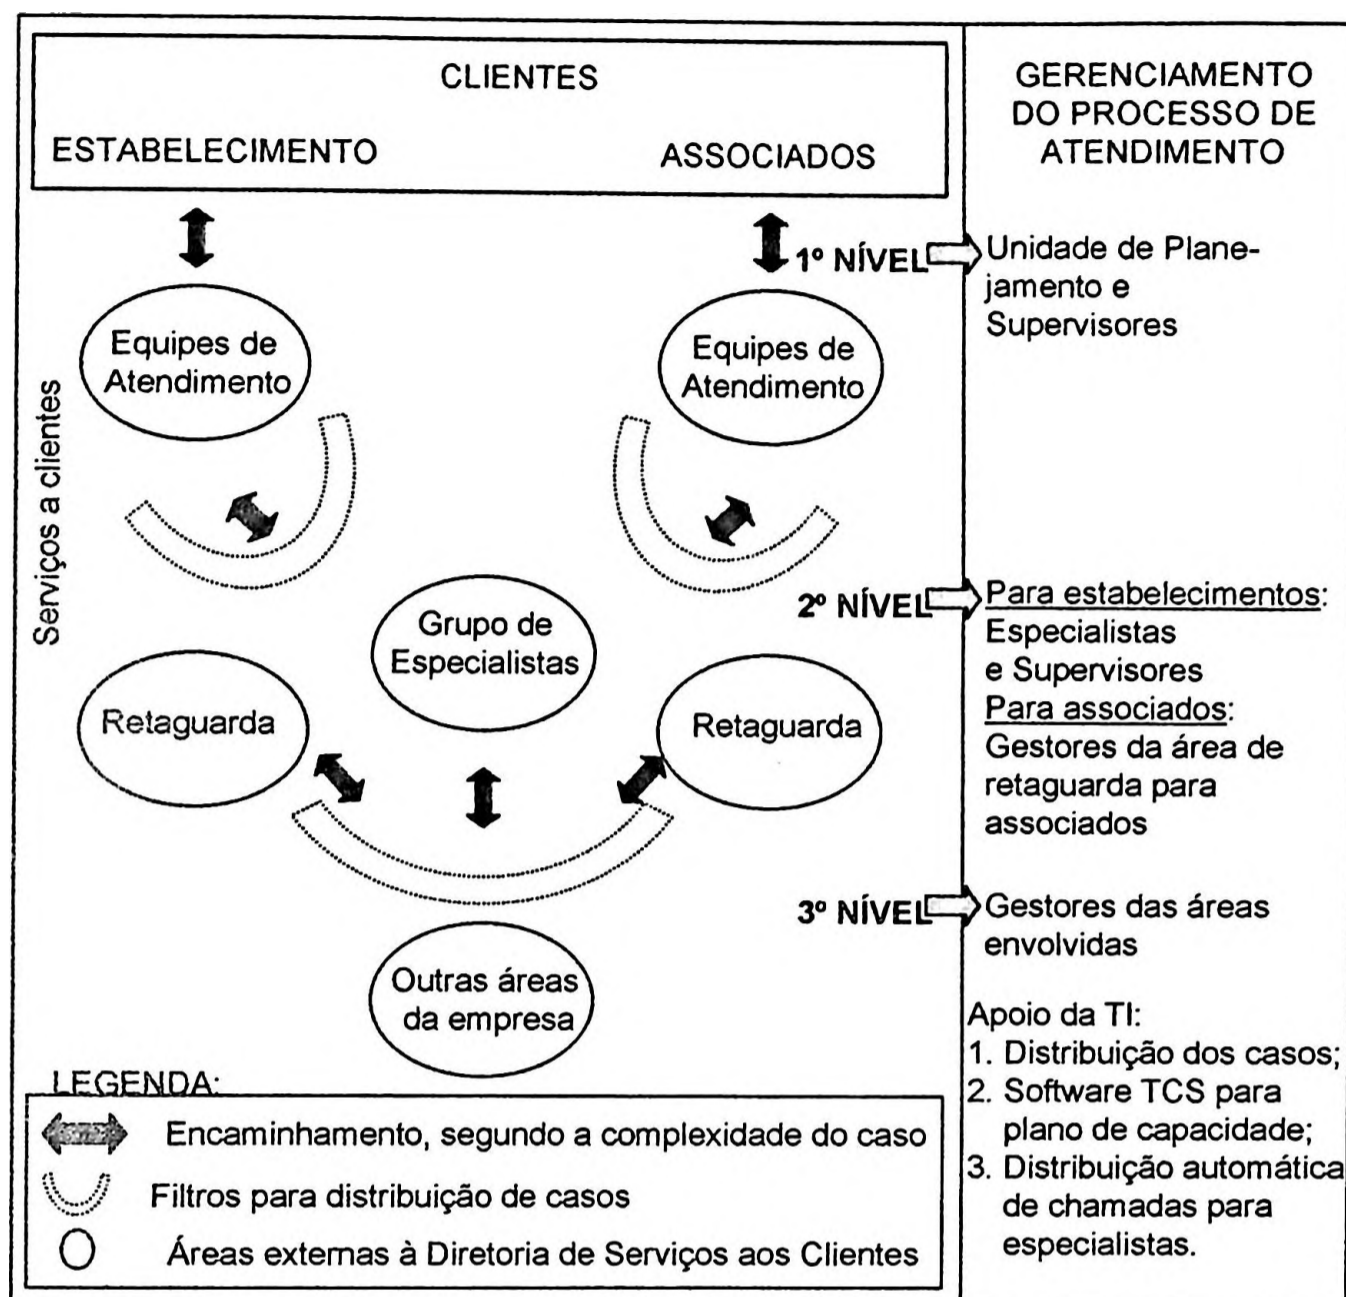 CLIENTES
ESTABELECIMENTO
ASSOCIADOS
Serviços a clientes
Equipes de
Atendimento
Equipes de
Atendimento
Grupo de
Especialistas
Retaguarda
Retaguarda
Outras áreas
da empresa
1º NÍVEL
2º NÍVEL
3º NÍVEL
GERENCIAMENTO
DO PROCESSO DE
ATENDIMENTO
Unidade de Plane-
jamento e
Supervisores
Para estabelecimentos:
Especialistas
e Supervisores
Para associados:
Gestores da área de
retaguarda para
associados
Gestores das áreas
envolvidas
Apoio da TI:
1. Distribuição dos casos;
2. Software TCS para
plano de capacidade;
3. Distribuição automática
de chamadas para
especialistas.
LEGENDA:
Encaminhamento, segundo a complexidade do caso
Filtros para distribuição de casos
Áreas externas à Diretoria de Serviços aos Clientes